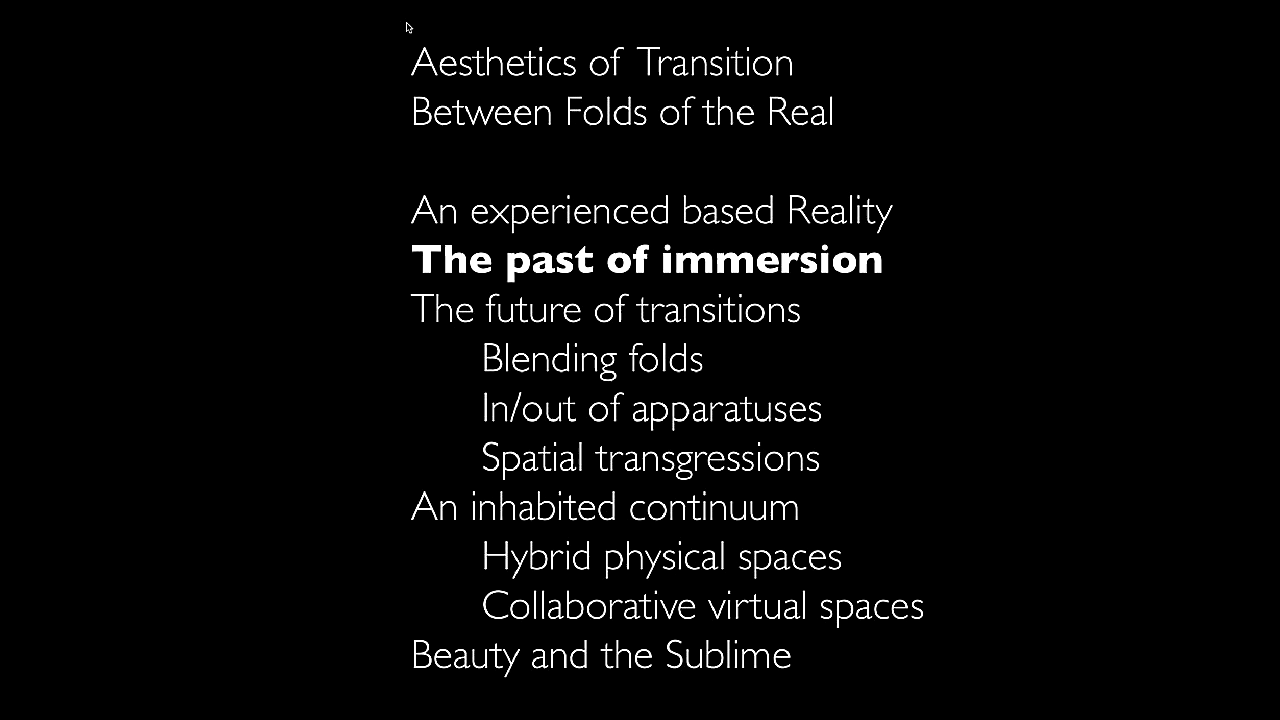 Aesthetics of Transition
Between Folds of the Real
An experienced based Reality
The past of immersion
The future of transitions
Blending folds
In/out of apparatuses
Spatial transgressions
An inhabited continuum
Hybrid physical spaces
Collaborative virtual spaces
Beauty and the Sublime